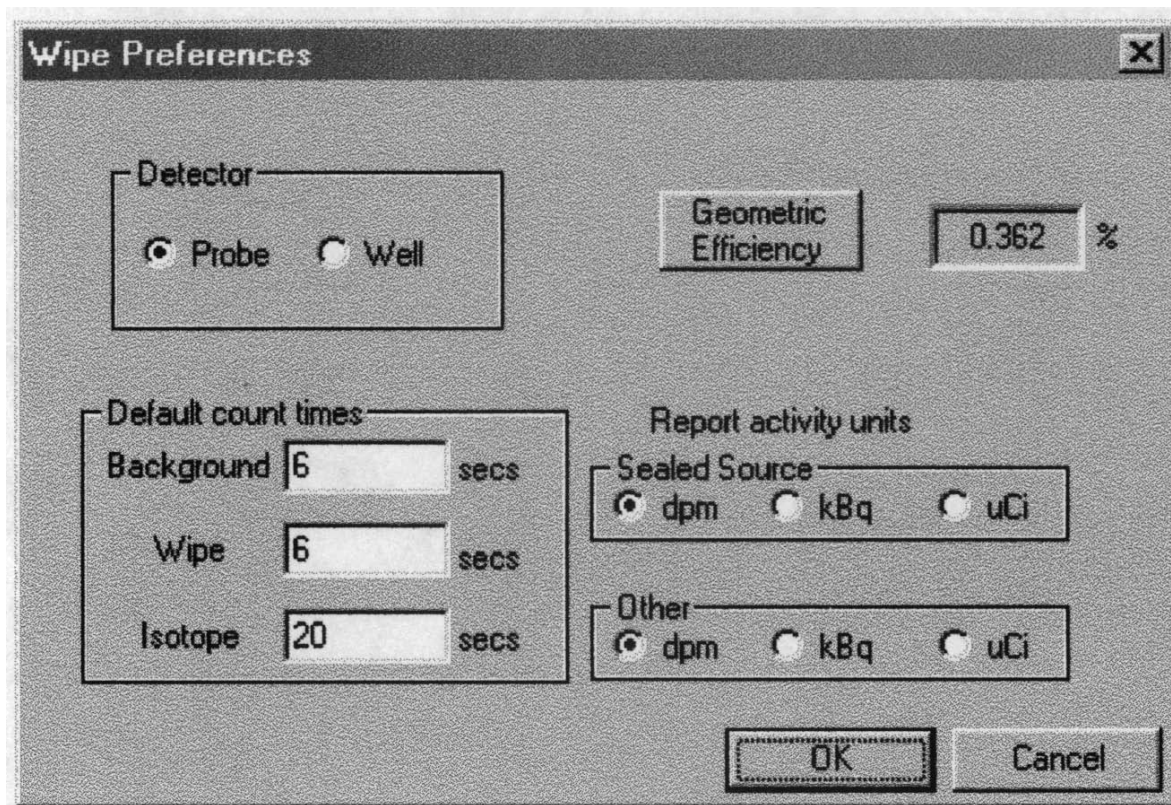 Wipe Preferences
Detector
Probe Well
Geometric
Efficiency
0.362 %
Default count times
Background 6 secs
Wipe 6 secs
Isotope 20 secs
Report activity units
Sealed Source
dpm kBq uCi
Other
dpm kBq uCi
OK Cancel